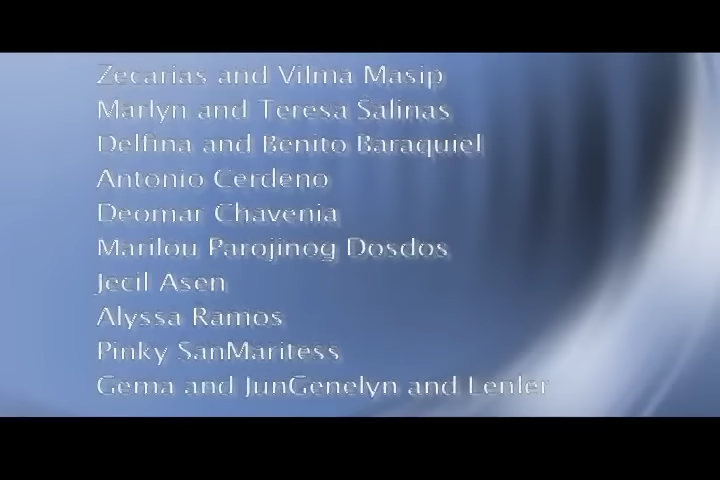 Zecarias and Vilma Masip
Marlyn and Teresa Salinas
Delfina and Benito Baraquiel
Antonio Cerdeno
Deomar Chavenia
Marilou Parojinog Dosdos
Jecil Asen
Alyssa Ramos
Pinky SanMaritess
Gema and JunGenelyn and Lenler